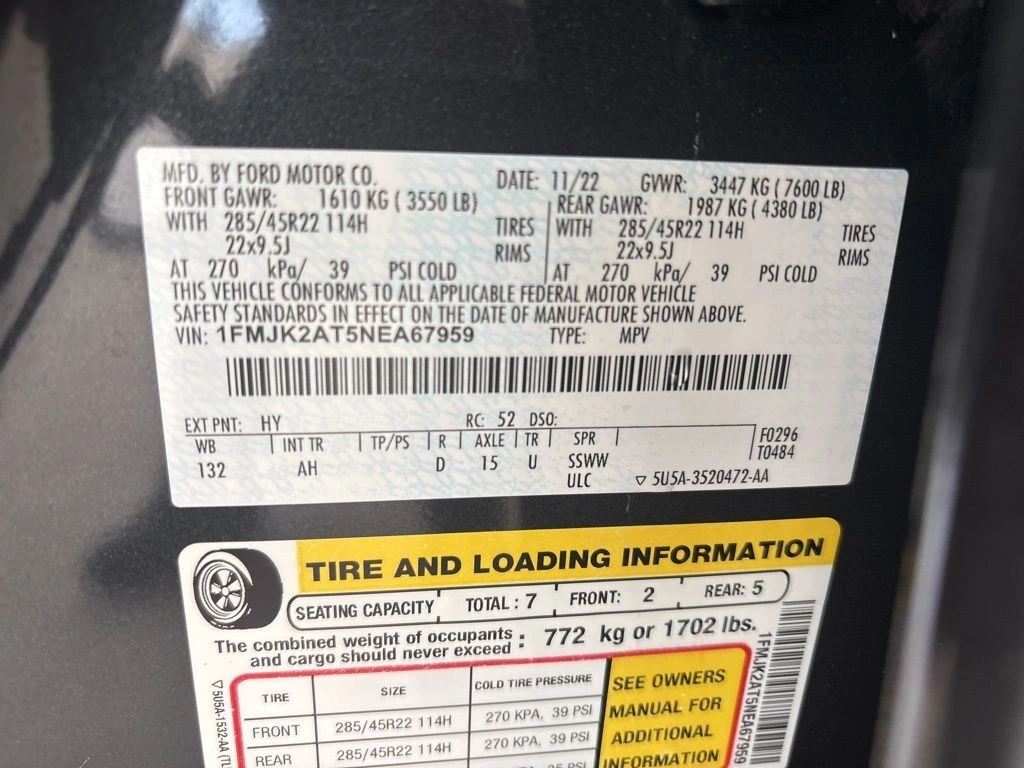 MFD. BY FORD MOTOR CO. DATE: 11/22 GVWR: 3447 KG ( 7600 LB)
FRONT GAWR: 1610 KG ( 3550 LB) REAR GAWR: 1987 KG ( 4380 LB)
WITH 285/45R22 114H TIRES WITH 285/45R22 114H TIRES
22x9.5J RIMS 22x9.5J RIMS
AT 270 kPa/ 39 PSI COLD AT 270 kPa/ 39 PSI COLD
THIS VEHICLE CONFORMS TO ALL APPLICABLE FEDERAL MOTOR VEHICLE
SAFETY STANDARDS IN EFFECT ON THE DATE OF MANUFACTURE SHOWN ABOVE.
VIN: 1FMJK2AT5NEA67959 TYPE: MPV
EXT PNT: HY RC: 52 DSO:
WB INT TR TP/PS R AXLE TR SPR F0296
132 AH D 15 U SSWW T0484
ULC ▽ 5U5A-3520472-AA
TIRE AND LOADING INFORMATION
SEATING CAPACITY TOTAL : 7 FRONT: 2 REAR: 5
The combined weight of occupants
and cargo should never exceed : 772 kg or 1702 lbs.
TIRE SIZE COLD TIRE PRESSURE
FRONT 285/45R22 114H 270 KPA, 39 PSI
REAR 285/45R22 114H 270 KPA, 39 PSI
SEE OWNERS
MANUAL FOR
ADDITIONAL
INFORMATION
1FMJK2AT5NEA67959
▽ 5U5A-1532-AA